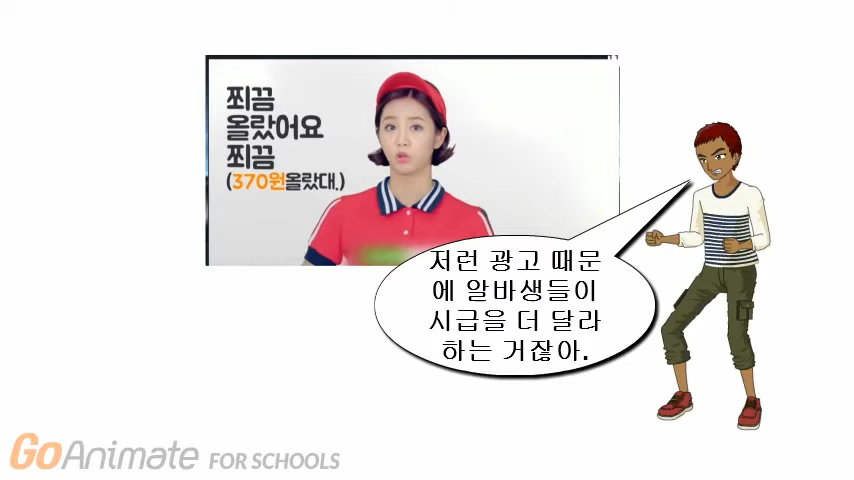 쬐끔
올랐어요
쬐끔
(370원올랐대.)
저런 광고 때문
에 알바생들이
시급을 더 달라
하는 거잖아.
GoAnimate FOR SCHOOLS